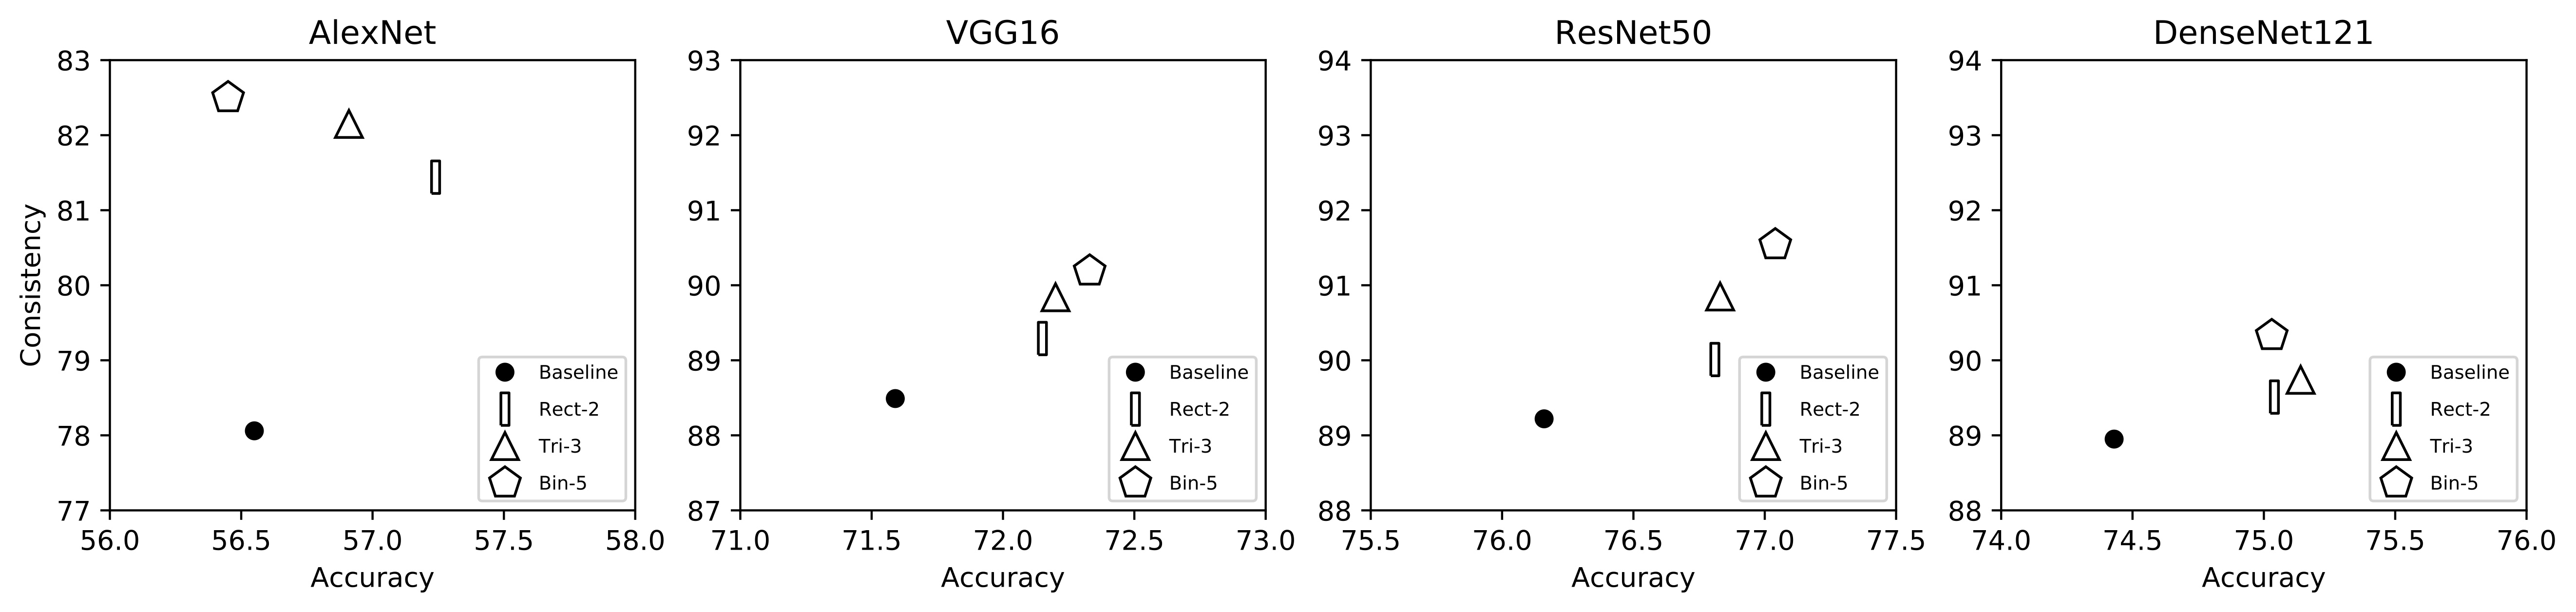 AlexNet
83
82
81
80
79
78
77
Consistency
56.0 56.5 57.0 57.5 58.0
Accuracy
Baseline
Rect-2
Tri-3
Bin-5
VGG16
93
92
91
90
89
88
87
71.0 71.5 72.0 72.5 73.0
Accuracy
Baseline
Rect-2
Tri-3
Bin-5
ResNet50
94
93
92
91
90
89
88
75.5 76.0 76.5 77.0 77.5
Accuracy
Baseline
Rect-2
Tri-3
Bin-5
DenseNet121
94
93
92
91
90
89
88
74.0 74.5 75.0 75.5 76.0
Accuracy
Baseline
Rect-2
Tri-3
Bin-5